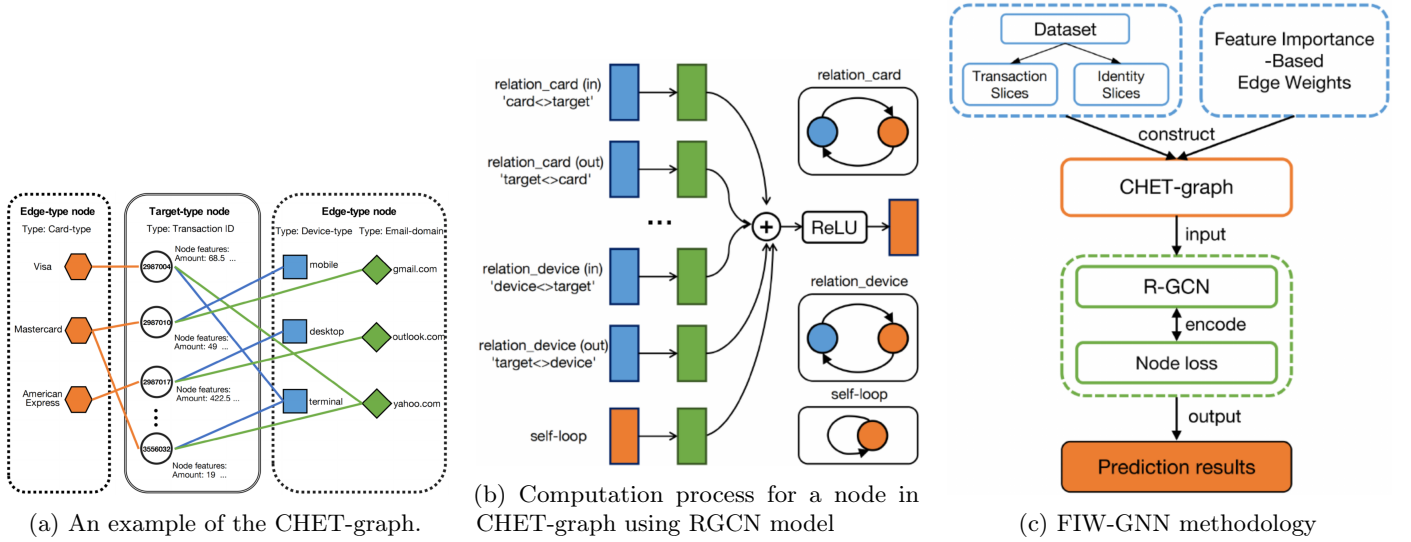 Edge-type node
Type: Card-type
Visa
Mastercard
American
Express
Target-type node
Type: Transaction ID
Node features:
Amount: 68.5 ...
2987004
2987010
Node features:
Amount: 49 ...
2987017
Node features:
Amount: 422.5 ...
3556032
Node features:
Amount: 19 ...
Edge-type node
Type: Device-type
Type: Email-domain
mobile
gmail.com
desktop
outlook.com
terminal
yahoo.com
(a) An example of the CHET-graph.
relation_card (in)
'card<>target'
relation_card (out)
'target<>card'
...
relation_device (in)
'device<>target'
relation_device (out)
'target<>device'
self-loop
+
ReLU
relation_card
relation_device
self-loop
(b) Computation process for a node in
CHET-graph using RGCN model
Dataset
Transaction
Slices
Identity
Slices
Feature Importance
-Based
Edge Weights
construct
CHET-graph
input
R-GCN
encode
Node loss
output
Prediction results
(c) FIW-GNN methodology